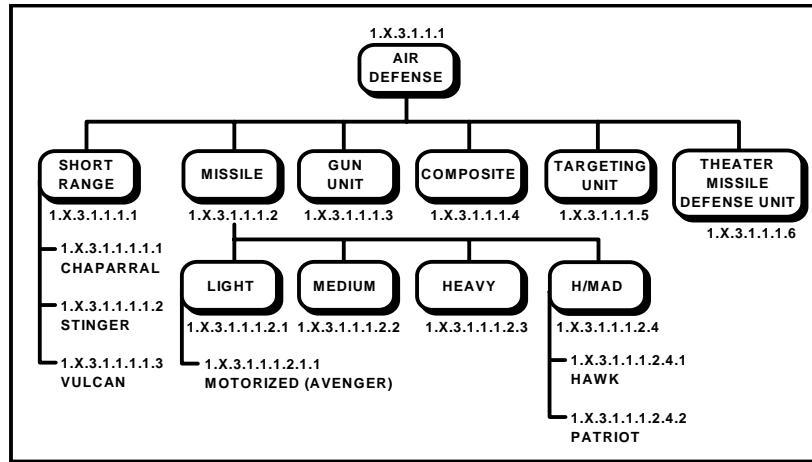 1.X.3.1.1.1
AIR
DEFENSE
SHORT
RANGE
1.X.3.1.1.1.1
1.X.3.1.1.1.1.1
CHAPARRAL
1.X.3.1.1.1.1.2
STINGER
1.X.3.1.1.1.1.3
VULCAN
MISSILE
1.X.3.1.1.1.2
LIGHT
1.X.3.1.1.1.2.1
1.X.3.1.1.1.2.1.1
MOTORIZED (AVENGER)
MEDIUM
1.X.3.1.1.1.2.2
HEAVY
1.X.3.1.1.1.2.3
H/MAD
1.X.3.1.1.1.2.4
1.X.3.1.1.1.2.4.1
HAWK
1.X.3.1.1.1.2.4.2
PATRIOT
GUN
UNIT
1.X.3.1.1.1.3
COMPOSITE
1.X.3.1.1.1.4
TARGETING
UNIT
1.X.3.1.1.1.5
THEATER
MISSILE
DEFENSE UNIT
1.X.3.1.1.1.6